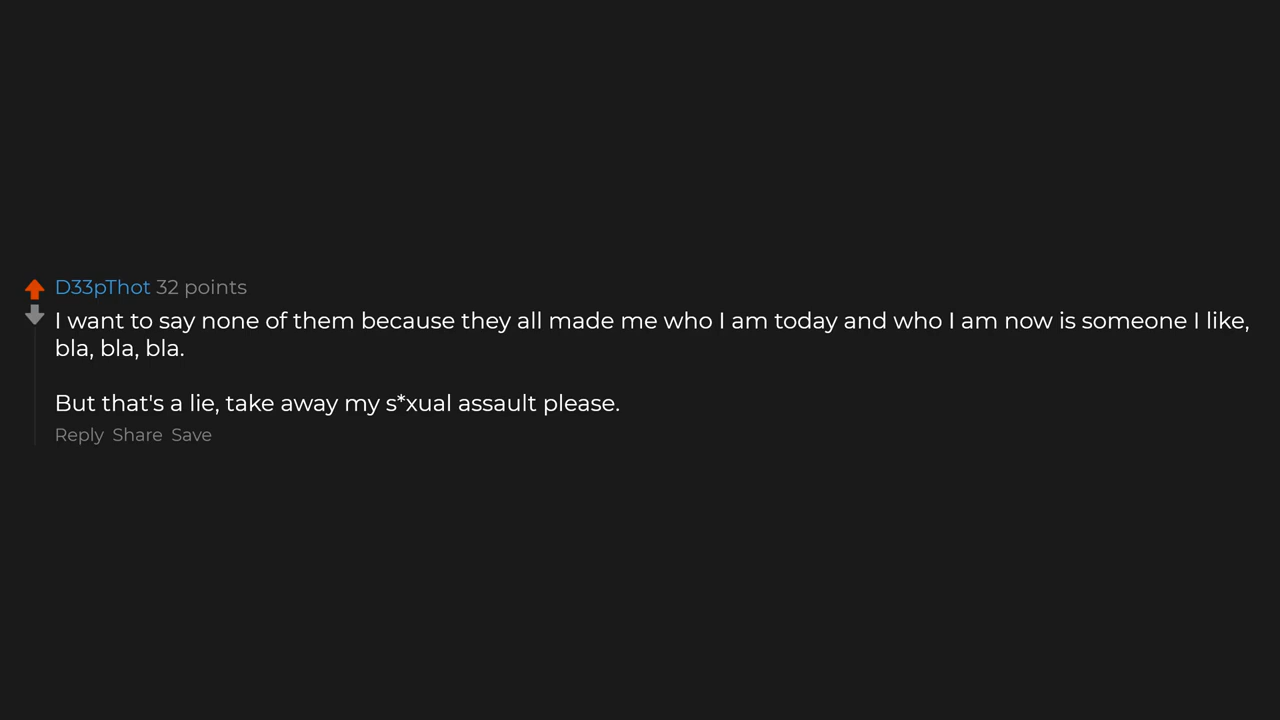 D33pThot 32 points
I want to say none of them because they all made me who I am today and who I am now is someone I like,
bla, bla, bla.
But that's a lie, take away my s*xual assault please.
Reply Share Save